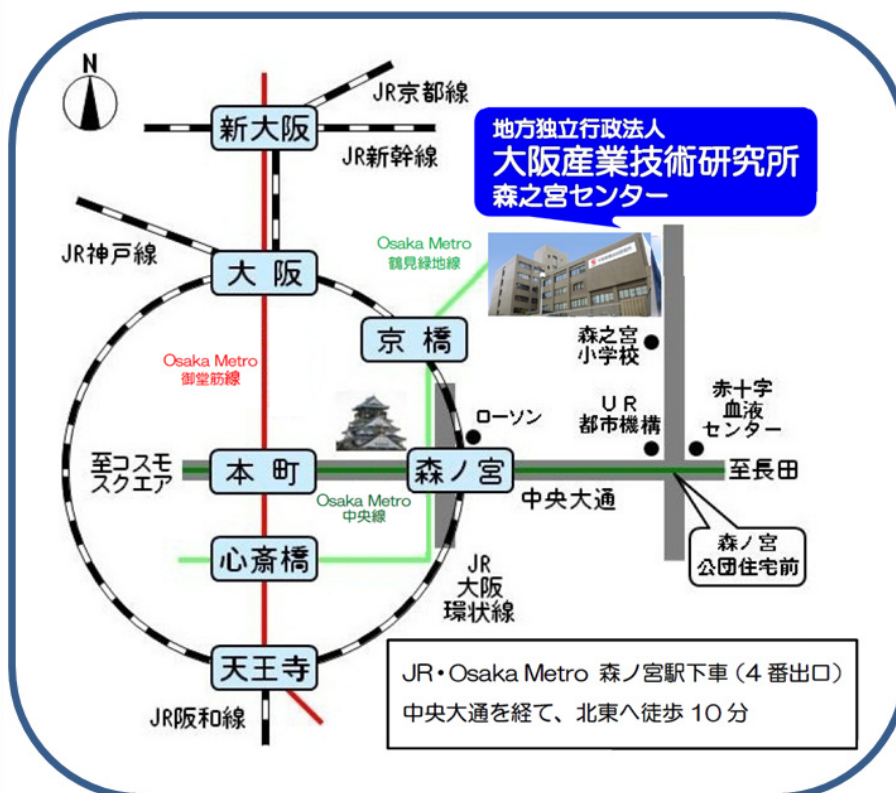 N
JR京都線
新大阪
JR新幹線
地方独立行政法人
大阪産業技術研究所
森之宮センター
JR神戸線
大阪
Osaka Metro
鶴見緑地線
京橋
森之宮
小学校
Osaka Metro
御堂筋線
ローソン
UR
都市機構
赤十字
血液
センター
至コスモ
スクエア
本町
森ノ宮
至長田
Osaka Metro
中央線
中央大通
心斎橋
森ノ宮
公団住宅前
JR
大阪
環状線
天王寺
JR阪和線
JR・Osaka Metro 森ノ宮駅下車(4番出口)
中央大通を経て、北東へ徒歩10分